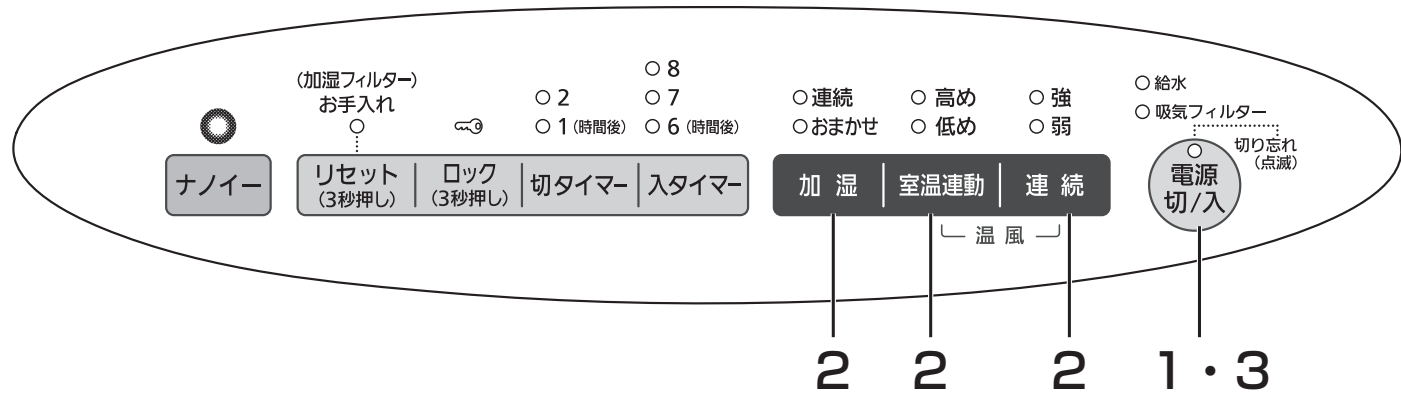 (加湿フィルター)
お手入れ
2
1(時間後)
8
7
6(時間後)
連続
おまかせ
高め
低め
強
弱
給水
吸気フィルター
切り忘れ
(点滅)
ナノイー
リセット
(3秒押し)
ロック
(3秒押し)
切タイマー
入タイマー
加湿
室温連動
連続
温風
電源
切/入
2
2
2
1・3